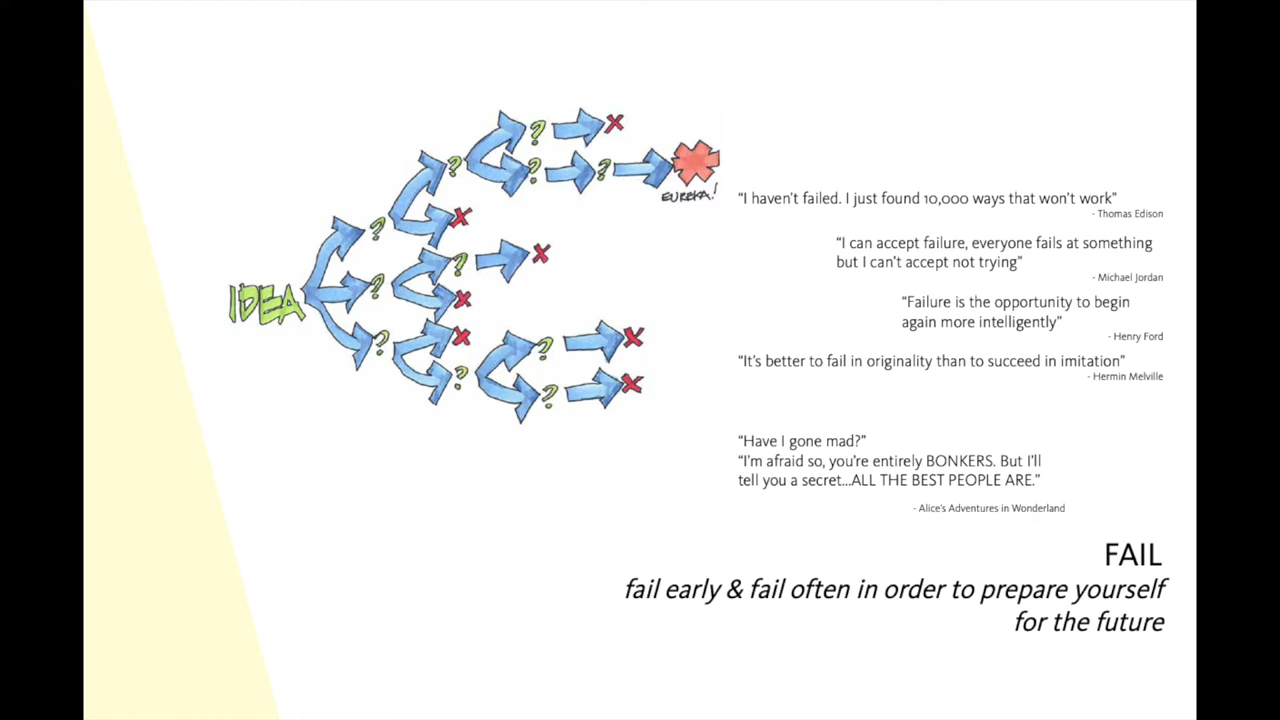 IDEA
?
?
?
?
?
?
?
?
?
?
?
?
X
X
X
X
X
X
X
EUREKA!
“I haven't failed. I just found 10,000 ways that won't work”
- Thomas Edison
“I can accept failure, everyone fails at something
but I can't accept not trying”
- Michael Jordan
“Failure is the opportunity to begin
again more intelligently”
- Henry Ford
“It's better to fail in originality than to succeed in imitation”
- Hermin Melville
“Have I gone mad?”
“I'm afraid so, you're entirely BONKERS. But I'll
tell you a secret...ALL THE BEST PEOPLE ARE.”
- Alice's Adventures in Wonderland
FAIL
fail early & fail often in order to prepare yourself
for the future